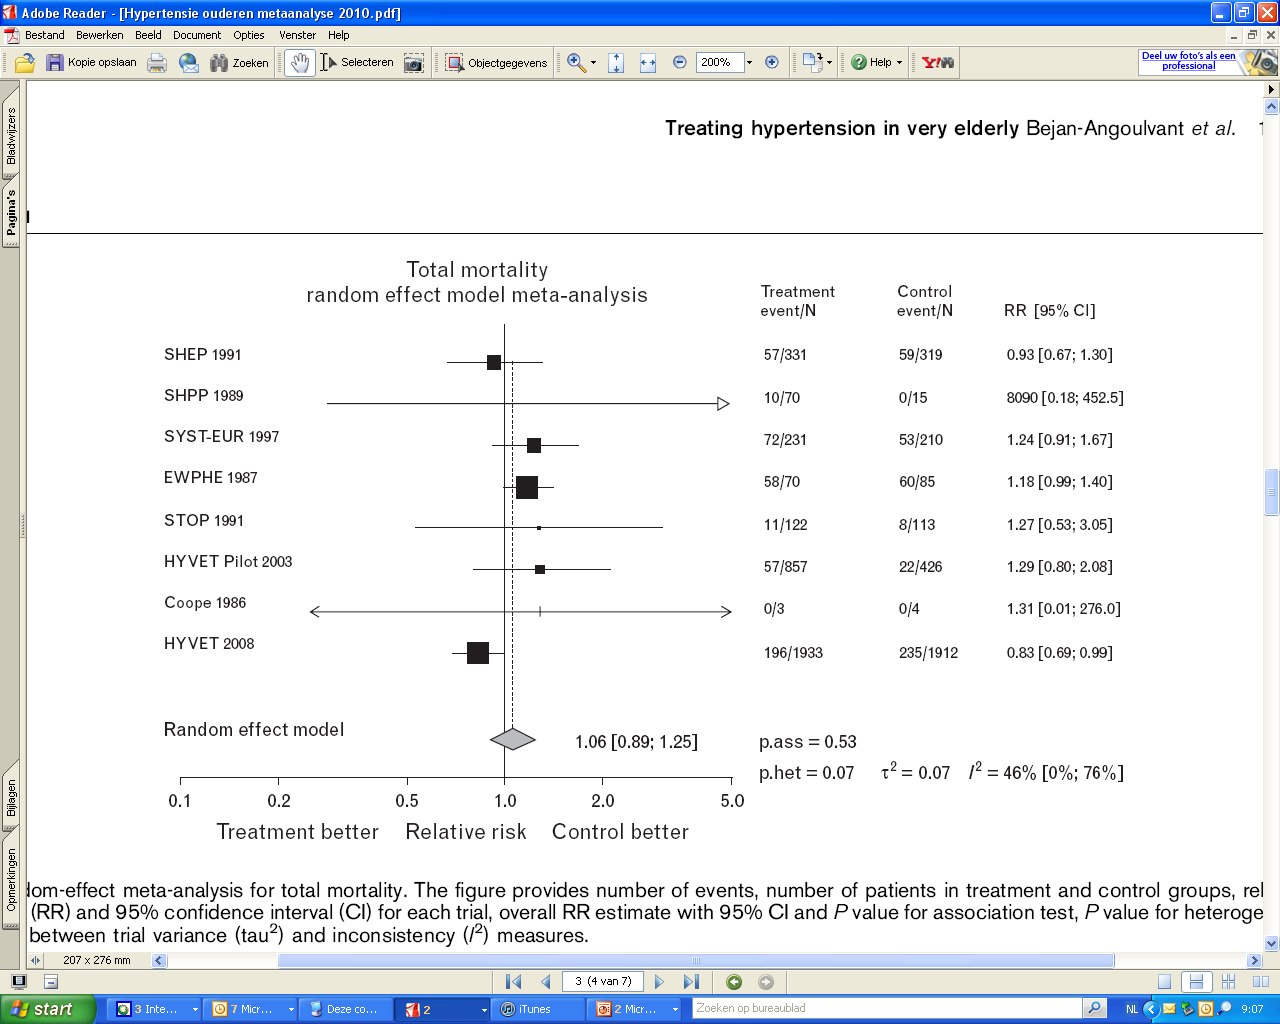 Adobe Reader - [Hypertensie ouderen metaanalyse 2010.pdf]
Bestand Bewerken Beeld Document Opties Venster Help
Kopie opslaan Zoeken Selecteren Objectgegevens 200% Help Y!
Deel uw foto's als een
professional
Bladwijzers
Pagina's
Bijlagen
Opmerkingen
Treating hypertension in very elderly Bejan-Angoulvant et al.
Total mortality
random effect model meta-analysis
Treatment Control
event/N event/N RR [95% CI]
SHEP 1991 57/331 59/319 0.93 [0.67; 1.30]
SHPP 1989 10/70 0/15 8090 [0.18; 452.5]
SYST-EUR 1997 72/231 53/210 1.24 [0.91; 1.67]
EWPHE 1987 58/70 60/85 1.18 [0.99; 1.40]
STOP 1991 11/122 8/113 1.27 [0.53; 3.05]
HYVET Pilot 2003 57/857 22/426 1.29 [0.80; 2.08]
Coope 1986 0/3 0/4 1.31 [0.01; 276.0]
HYVET 2008 196/1933 235/1912 0.83 [0.69; 0.99]
Random effect model 1.06 [0.89; 1.25] p.ass = 0.53
p.het = 0.07 τ2 = 0.07 I2 = 46% [0%; 76%]
0.1 0.2 0.5 1.0 2.0 5.0
Treatment better Relative risk Control better
dom-effect meta-analysis for total mortality. The figure provides number of events, number of patients in treatment and control groups, rel
(RR) and 95% confidence interval (CI) for each trial, overall RR estimate with 95% CI and P value for association test, P value for heteroge
between trial variance (tau2) and inconsistency (I2) measures.
207 x 276 mm
3 (4 van 7)
start 3 Inte... 7 Micr... Deze co... 2 iTunes 2 Micr... Zoeken op bureaublad NL 9:07